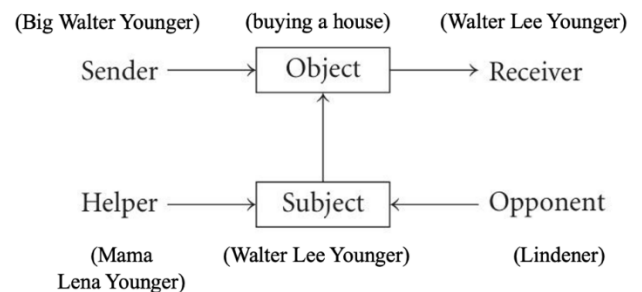 (Big Walter Younger) (buying a house) (Walter Lee Younger)
Sender Object Receiver
Helper Subject Opponent
(Mama (Walter Lee Younger) (Lindener)
Lena Younger)